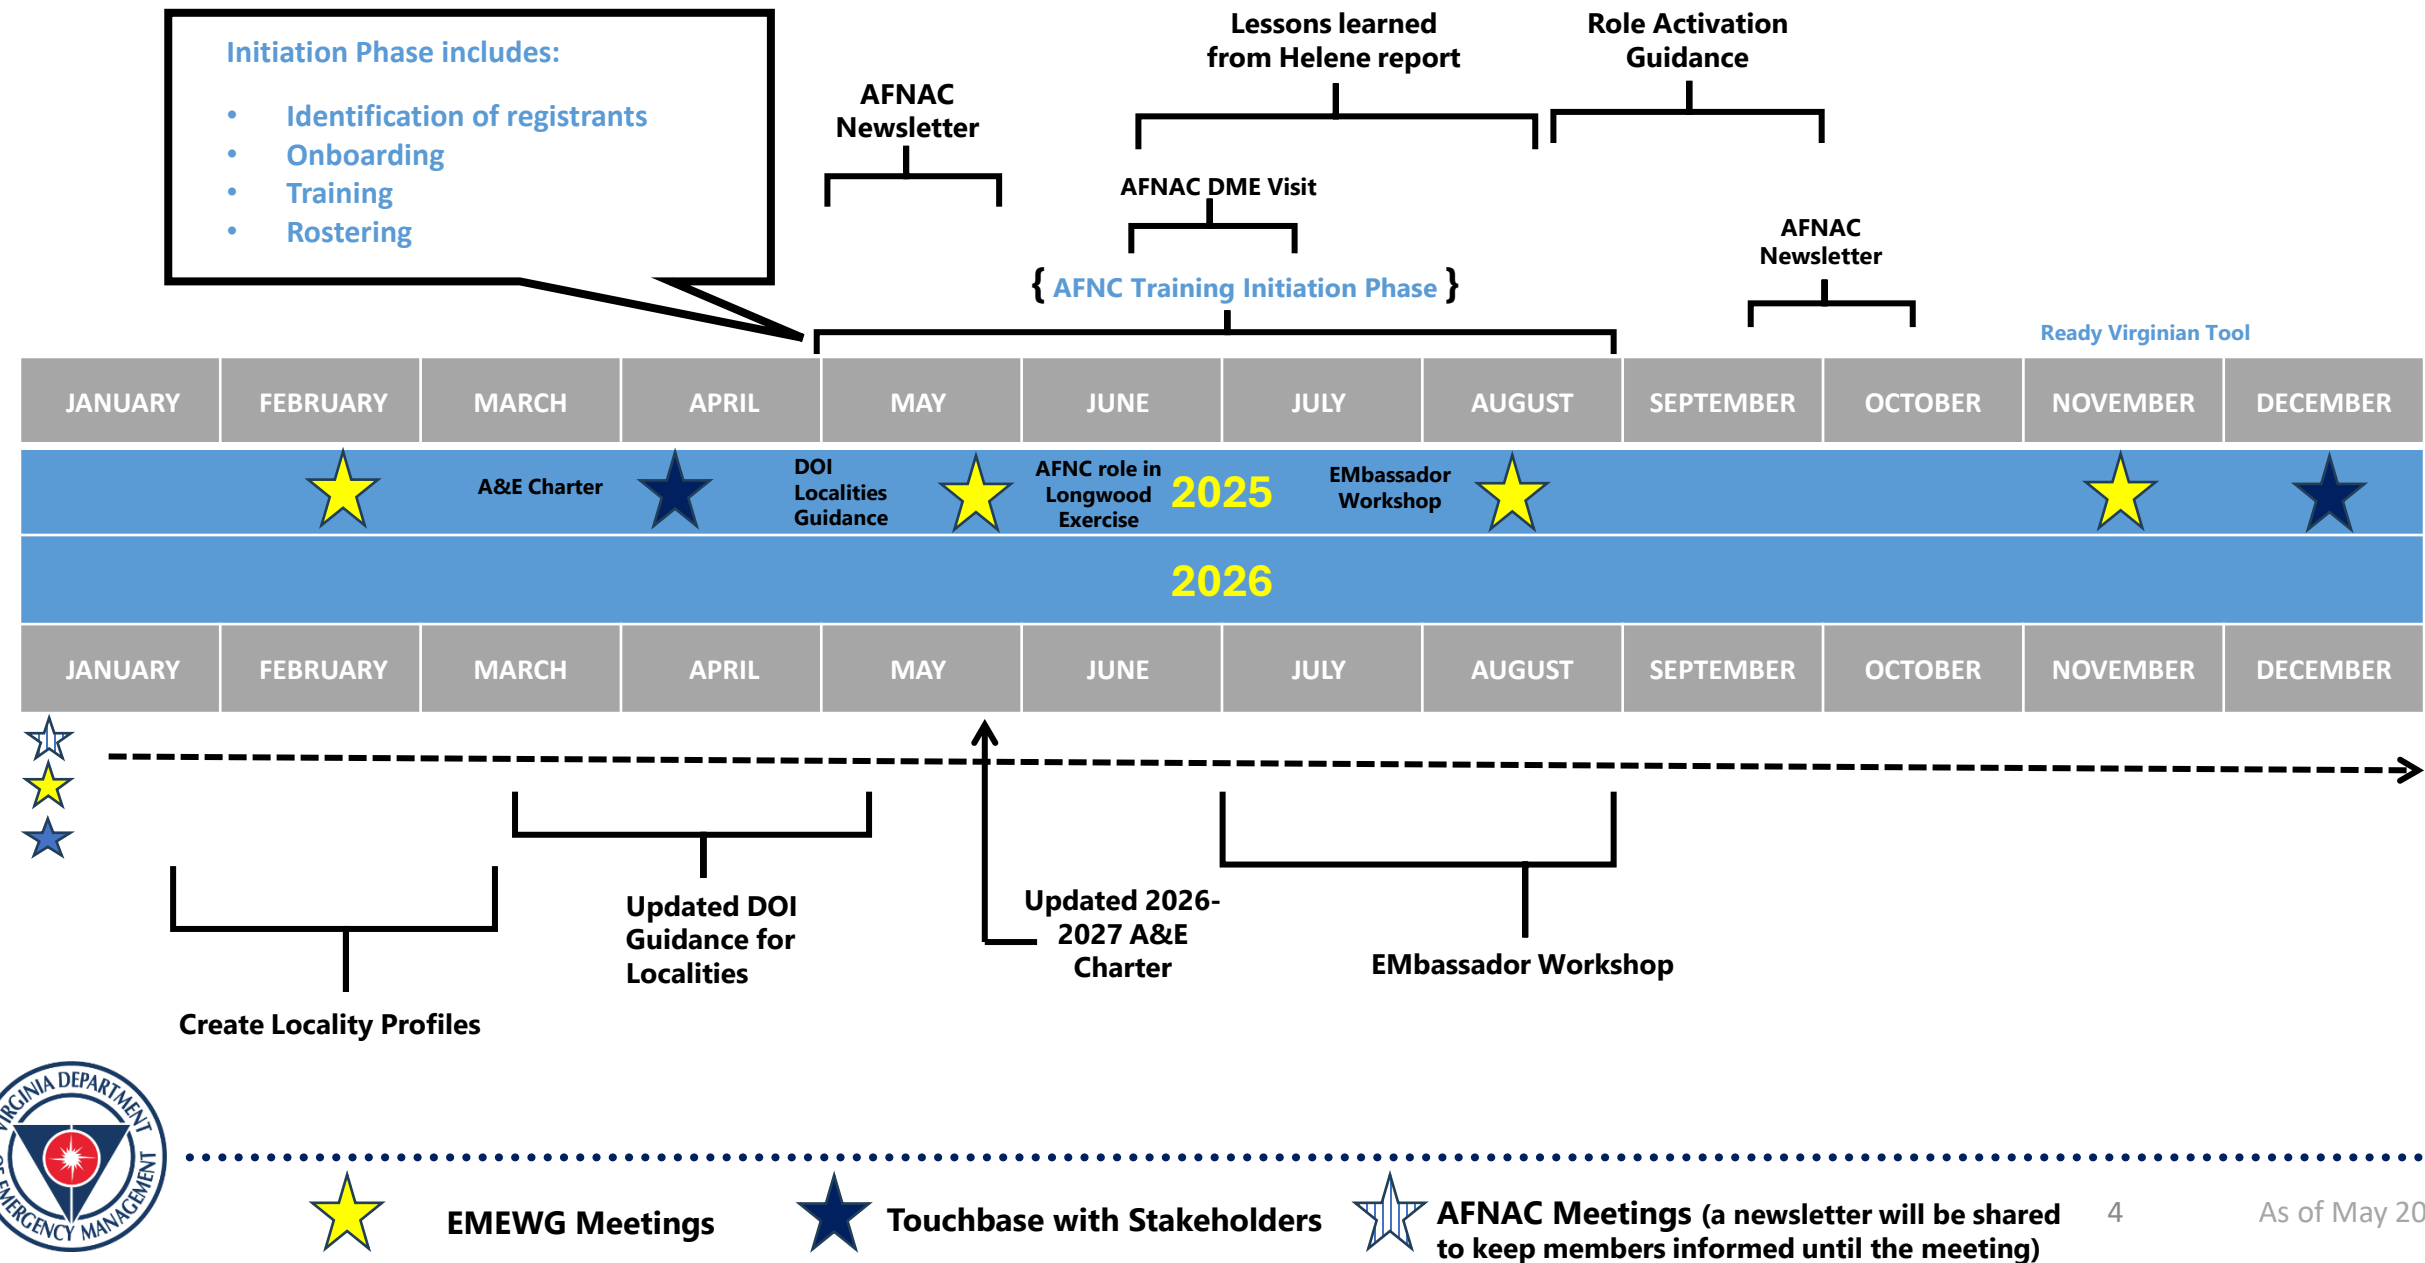 Initiation Phase includes:
• Identification of registrants
• Onboarding
• Training
• Rostering
AFNAC
Newsletter
Lessons learned
from Helene report
Role Activation
Guidance
AFNAC DME Visit
{ AFNC Training Initiation Phase }
AFNAC
Newsletter
Ready Virginian Tool
JANUARY FEBRUARY MARCH APRIL MAY JUNE JULY AUGUST SEPTEMBER OCTOBER NOVEMBER DECEMBER
A&E Charter
DOI
Localities
Guidance
AFNC role in
Longwood
Exercise
2025
EMbassador
Workshop
2026
JANUARY FEBRUARY MARCH APRIL MAY JUNE JULY AUGUST SEPTEMBER OCTOBER NOVEMBER DECEMBER
Create Locality Profiles
Updated DOI
Guidance for
Localities
Updated 2026-
2027 A&E
Charter
EMbassador Workshop
VIRGINIA DEPARTMENT
OF EMERGENCY MANAGEMENT
EMEWG Meetings
Touchbase with Stakeholders
AFNAC Meetings (a newsletter will be shared
to keep members informed until the meeting)
4
As of May 20